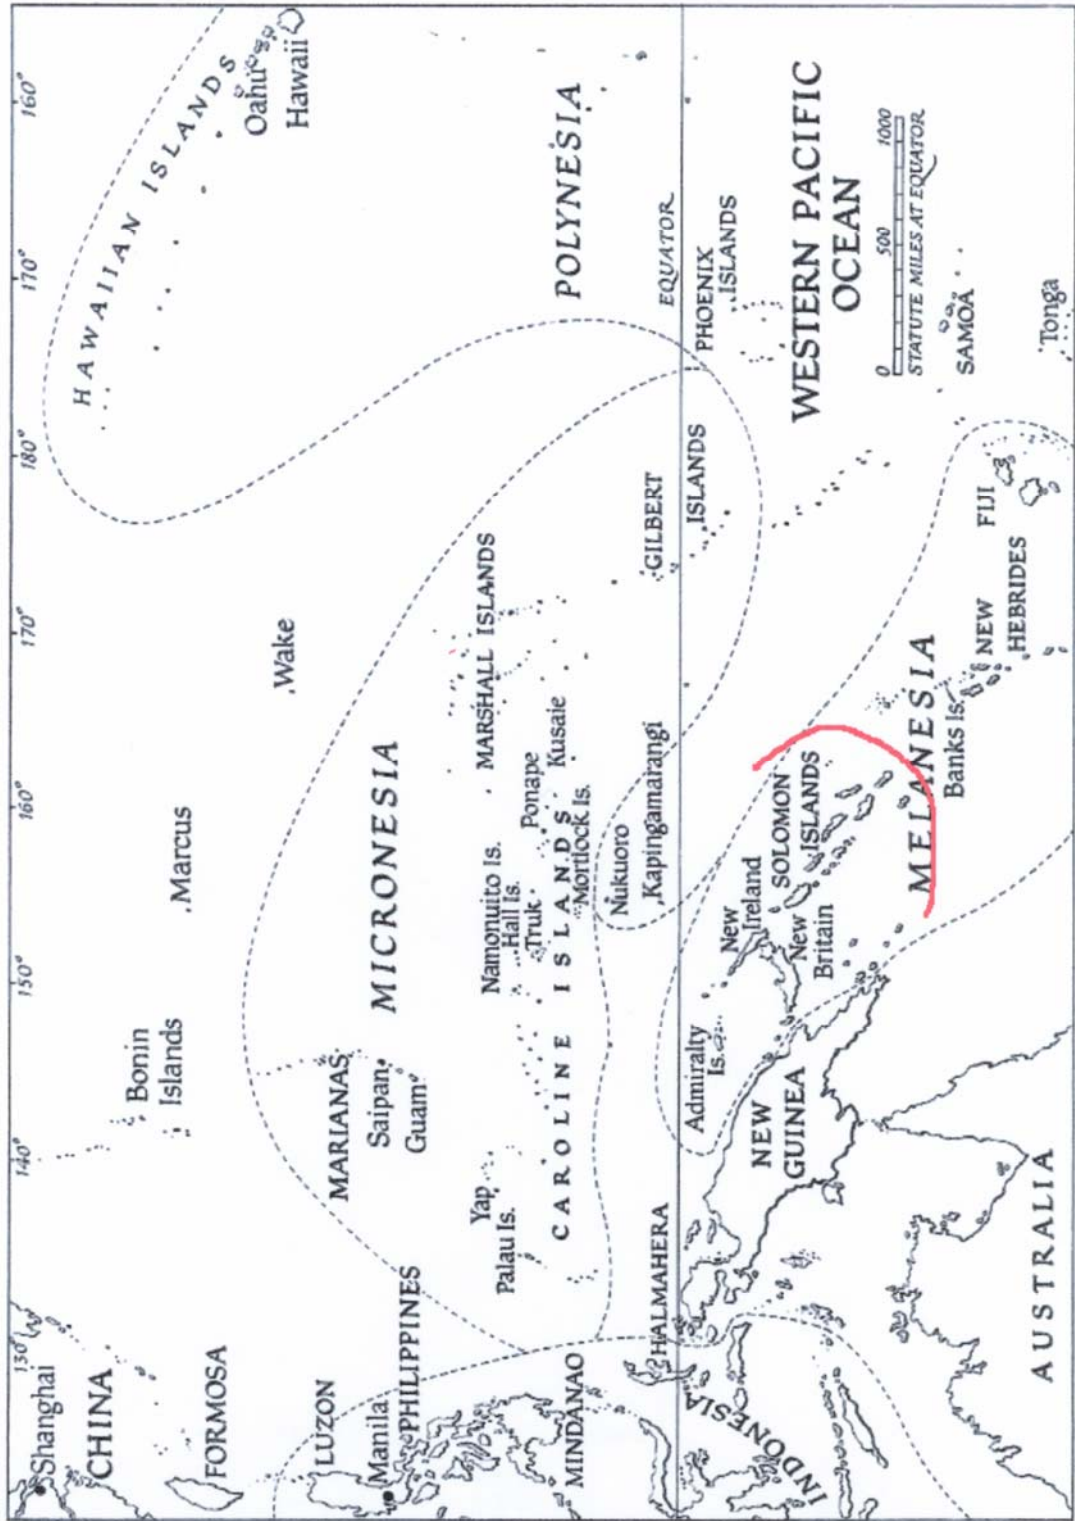 130°
140°
150°
160°
170°
180°
170°
160°
Shanghai
CHINA
FORMOSA
LUZON
Manila
PHILIPPINES
MINDANAO
HALMAHERA
INDONESIA
Bonin
Islands
Marcus
Wake
HAWAIIAN ISLANDS
Oahu
Hawaii
MARIANAS
Saipan
Guam
MICRONESIA
Yap
Palau Is.
CAROLINE ISLANDS
Namonuito Is.
Hall Is.
Truk
Ponape
Mortlock Is.
Kusaie
MARSHALL ISLANDS
Nukuoro
Kapingamarangi
GILBERT
ISLANDS
POLYNESIA
EQUATOR
PHOENIX
ISLANDS
Admiralty
Is.
NEW
GUINEA
New
Ireland
New
Britain
SOLOMON
ISLANDS
MELANESIA
Banks Is.
NEW
HEBRIDES
FIJI
SAMOA
Tonga
AUSTRALIA
WESTERN PACIFIC
OCEAN
0 500 1000
STATUTE MILES AT EQUATOR